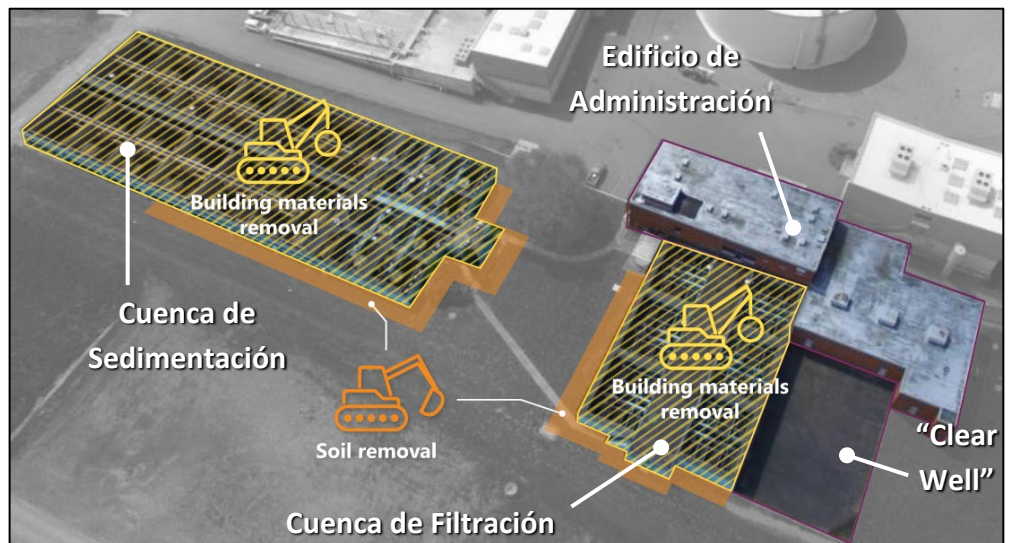 Edificio de
Administración
Building materials
removal
Cuenca de
Sedimentación
Building materials
removal
Soil removal
“Clear
Well”
Cuenca de Filtración